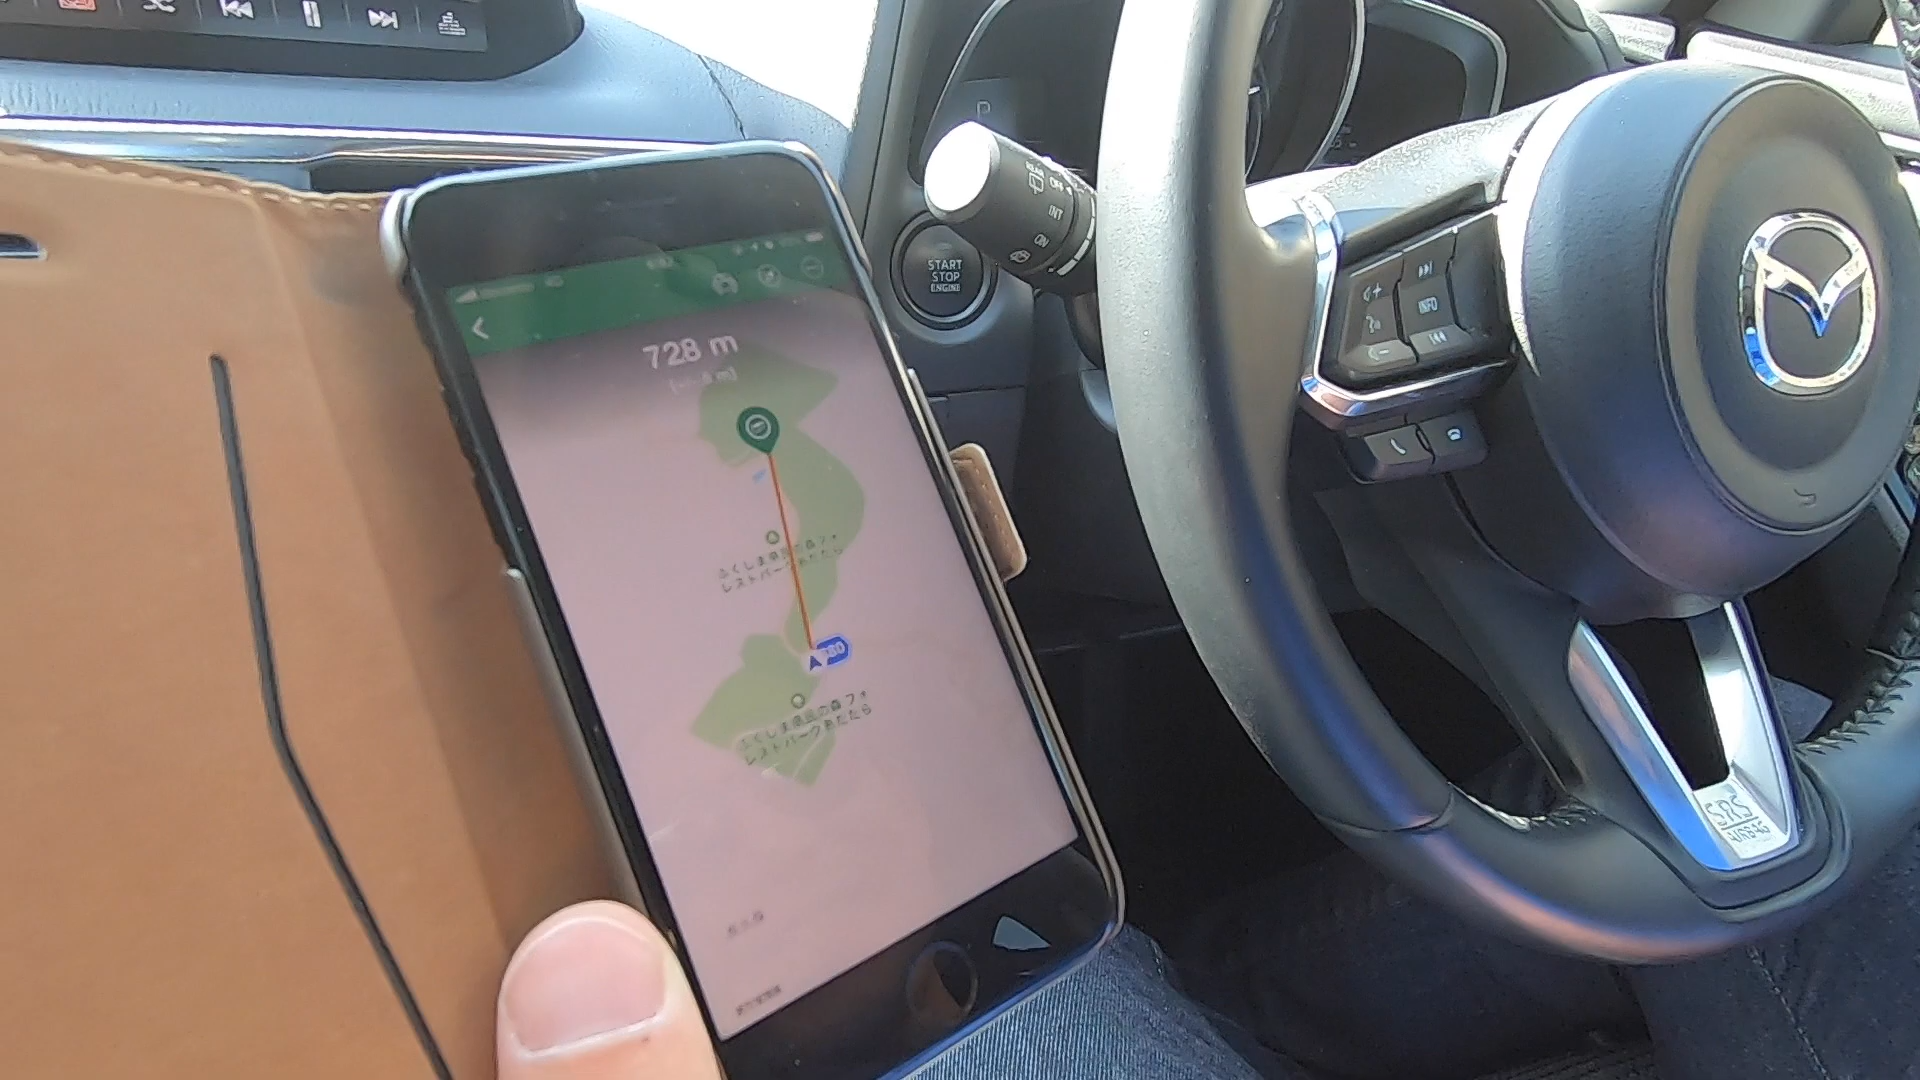 P
REAR
OFF
INT
ON
START
STOP
ENGINE
INFO
728 m
ふくしま県民の森フォ
レストパークあだたら
380
ふくしま県民の森フォ
レストパークあだたら
SRS
AIRBAG